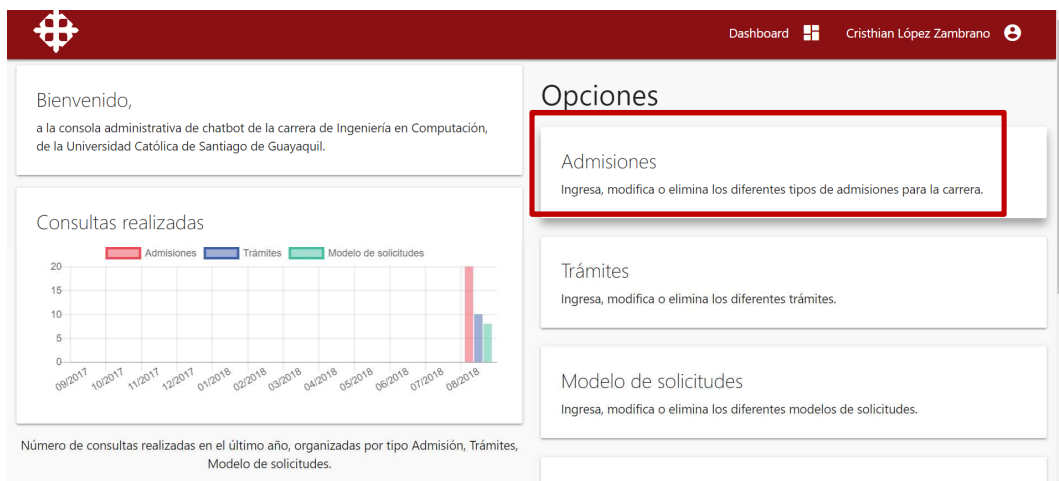 Dashboard
Cristhian López Zambrano
Bienvenido,
a la consola administrativa de chatbot de la carrera de Ingeniería en Computación,
de la Universidad Católica de Santiago de Guayaquil.
Consultas realizadas
Admisiones Trámites Modelo de solicitudes
20
15
10
5
0
09/2017 10/2017 11/2017 12/2017 01/2018 02/2018 03/2018 04/2018 05/2018 06/2018 07/2018 08/2018
Número de consultas realizadas en el último año, organizadas por tipo Admisión, Trámites,
Modelo de solicitudes.
Opciones
Admisiones
Ingresa, modifica o elimina los diferentes tipos de admisiones para la carrera.
Trámites
Ingresa, modifica o elimina los diferentes trámites.
Modelo de solicitudes
Ingresa, modifica o elimina los diferentes modelos de solicitudes.